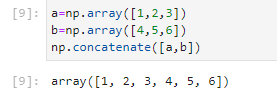 [9]: a=np.array([1,2,3])
b=np.array([4,5,6])
np.concatenate([a,b])
[9]: array([1, 2, 3, 4, 5, 6])